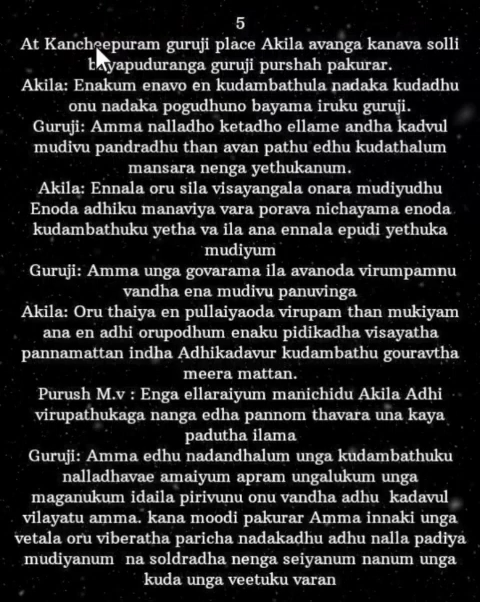 5
At Kancheepuram guruji place Akila avanga kanava solli
bayapuduranga guruji purshah pakurar.
Akila: Enakum enavo en kudambathula nadaka kudadhu
onu nadaka pogudhuno bayama iruku guruji.
Guruji: Amma nalladho ketadho ellame andha kadvul
mudivu pandradhu than avan pathu edhu kudathalum
mansara nenga yethukanum.
Akila: Ennala oru sila visayangala onara mudiyudhu
Enoda adhiku manaviya vara porava nichayama enoda
kudambathuku yetha va ila ana ennala epudi yethuka
mudiyum
Guruji: Amma unga govarama ila avanoda virumpamnu
vandha ena mudivu panuvinga
Akila: Oru thaiya en pullaiyaoda virupam than mukiyam
ana en adhi orupodhum enaku pidikadha visayatha
pannamattan indha Adhikadavur kudambathu gouravtha
meera mattan.
Purush M.v : Enga ellaraiyum manichidu Akila Adhi
virupathukaga nanga edha pannom thavara una kaya
padutha ilama
Guruji: Amma edhu nadandhalum unga kudambathuku
nalladhavae amaiyum apram ungalukum unga
maganukum idaila pirivunu onu vandha adhu kadavul
vilayatu amma. kana moodi pakurar Amma innaki unga
vetala oru viberatha paricha nadakadhu adhu nalla padiya
mudiyanum na soldradha nenga seiyanum nanum unga
kuda unga veetuku varan